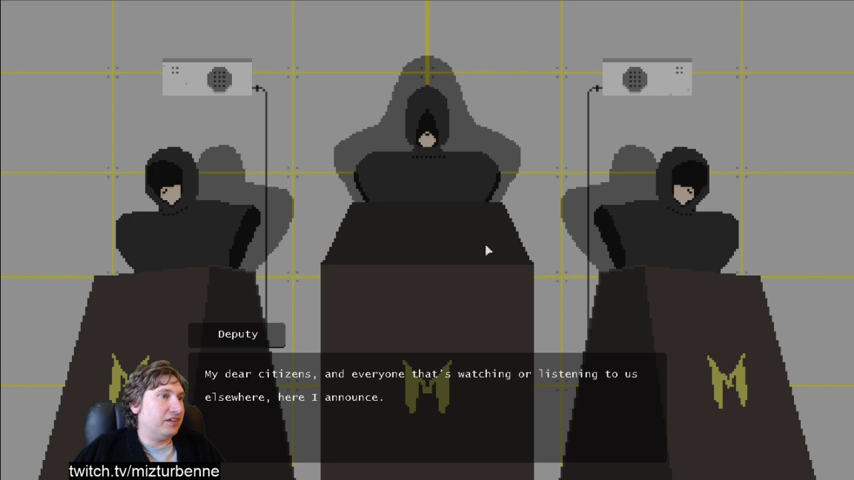 Deputy
My dear citizens, and everyone that's watching or listening to us
elsewhere, here I announce.
twitch.tv/mizturbenne